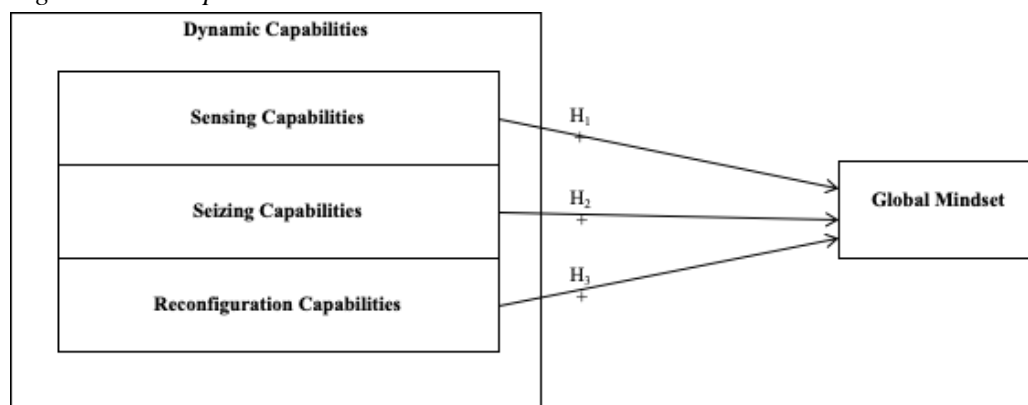 Dynamic Capabilities
Sensing Capabilities
H₁
+
Seizing Capabilities
H₂
+
Global Mindset
Reconfiguration Capabilities
H₃
+